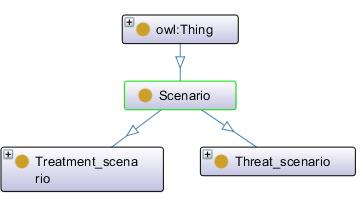 owl:Thing
Scenario
Treatment_scena
rio
Threat_scenario